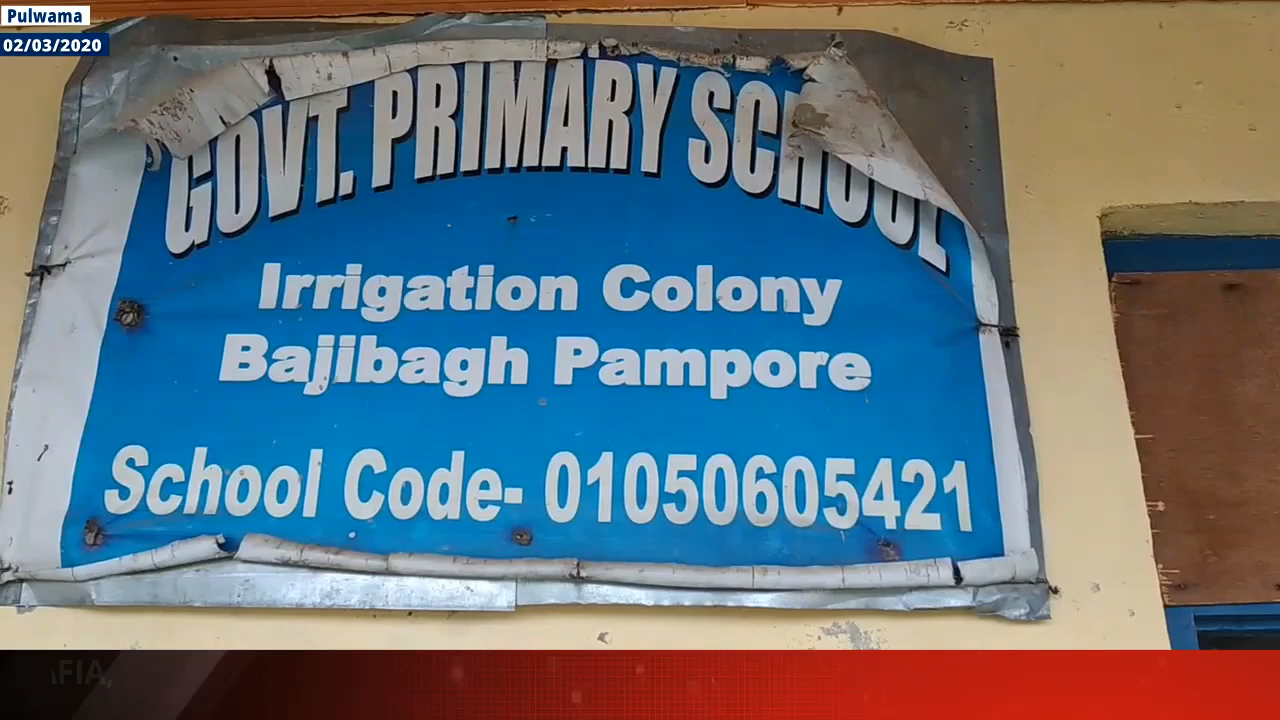 Pulwama
02/03/2020
GOVT. PRIMARY SCHOOL
Irrigation Colony
Bajibagh Pampore
School Code- 01050605421